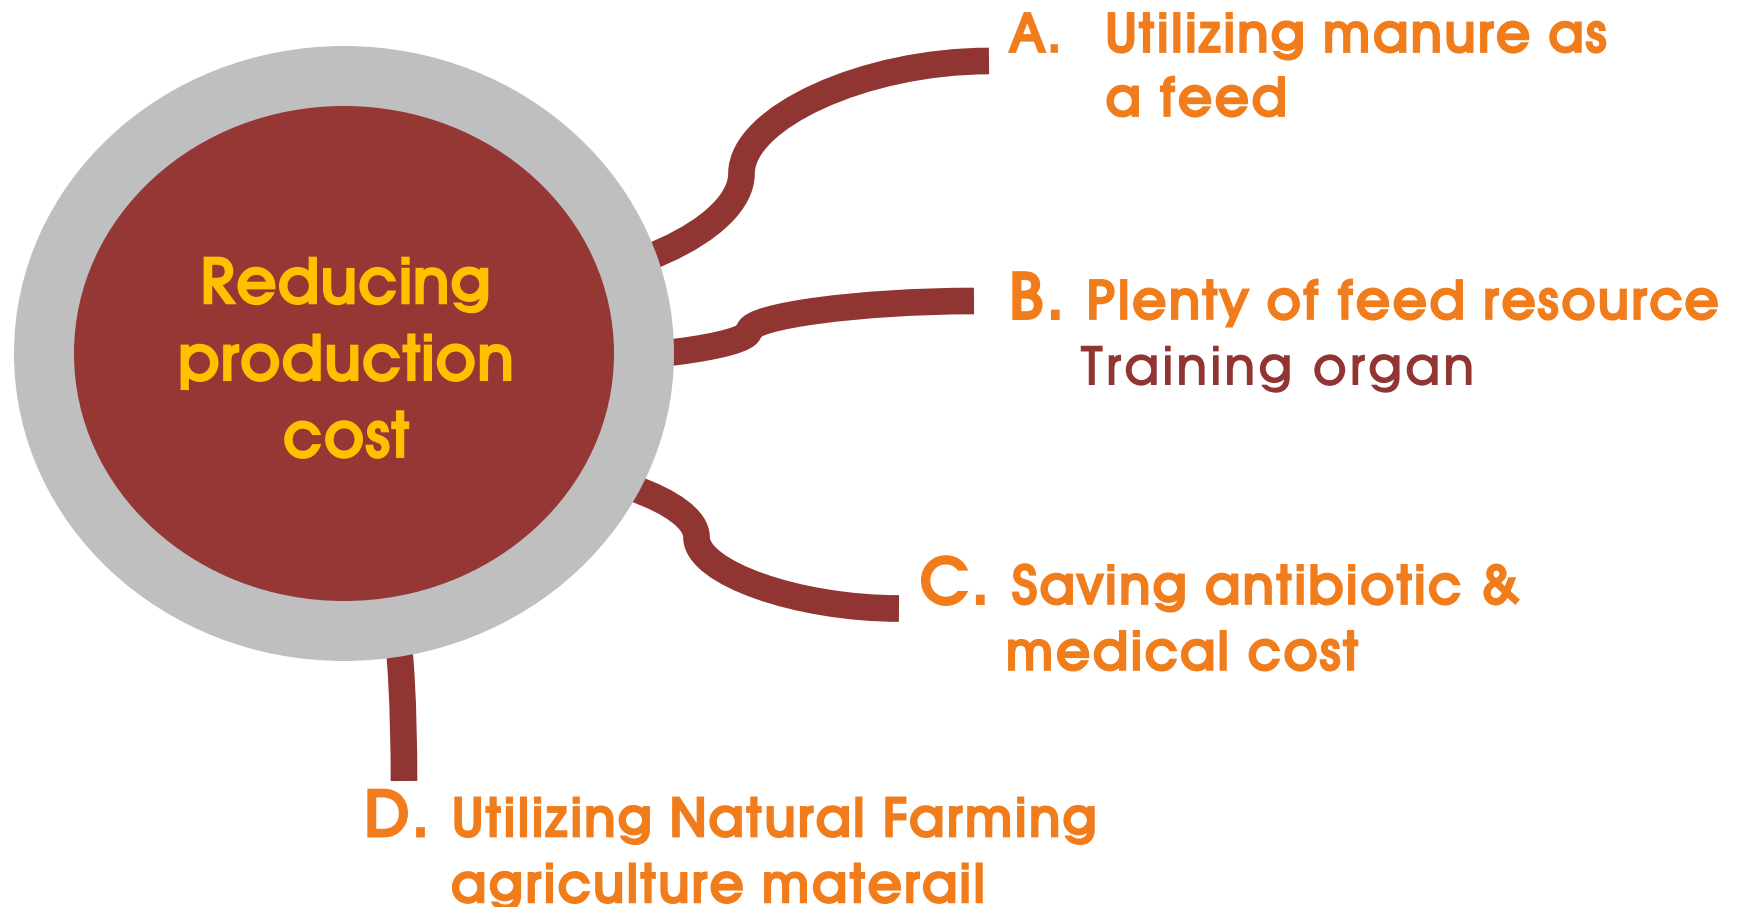 Reducing
production
cost
A. Utilizing manure as
a feed
B. Plenty of feed resource
Training organ
C. Saving antibiotic &
medical cost
D. Utilizing Natural Farming
agriculture materail